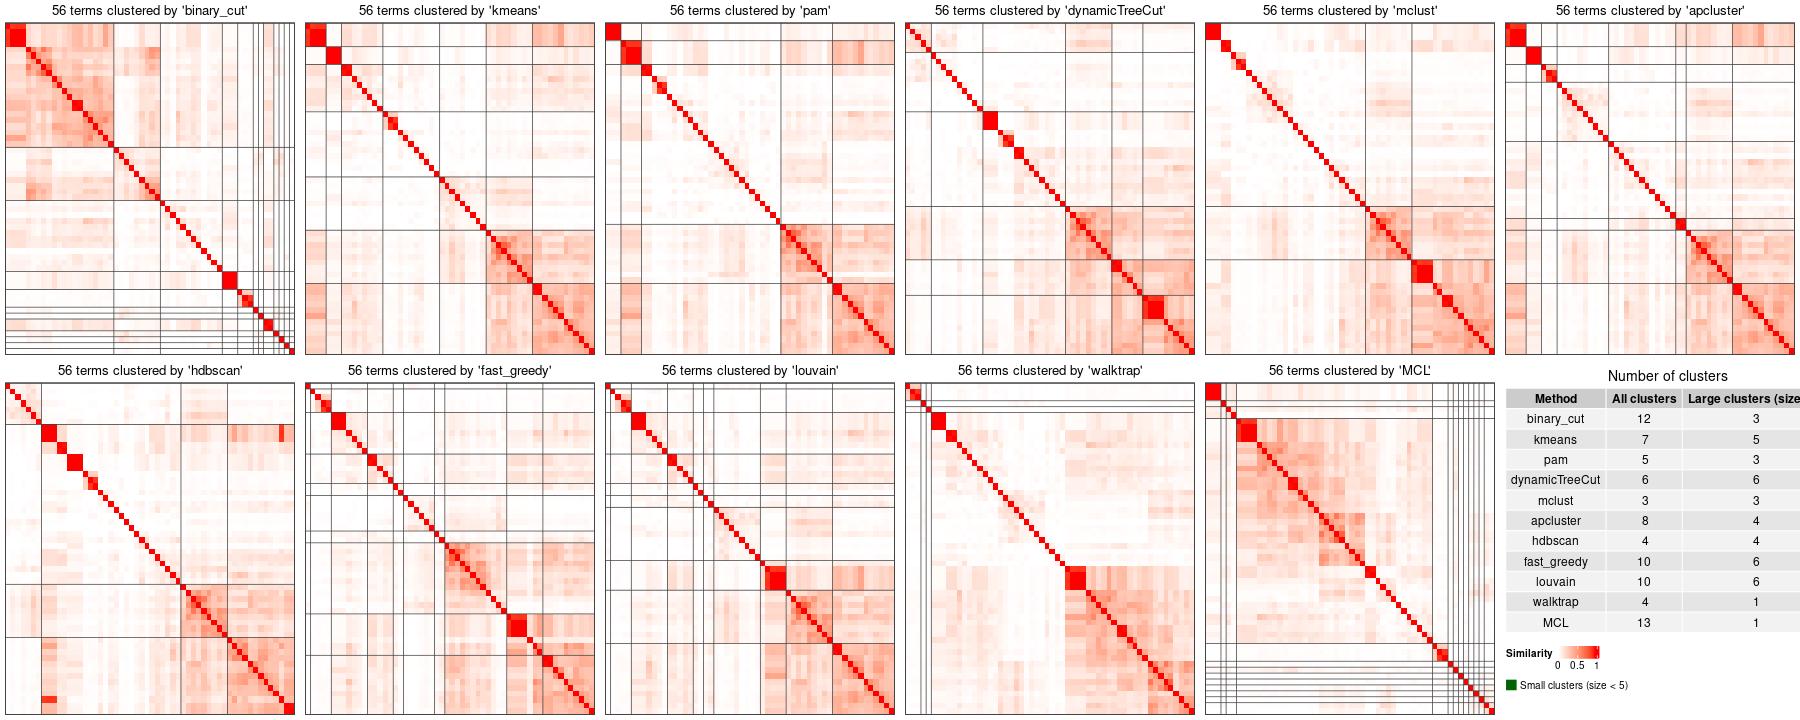 56 terms clustered by 'binary_cut'
56 terms clustered by 'kmeans'
56 terms clustered by 'pam'
56 terms clustered by 'dynamicTreeCut'
56 terms clustered by 'mclust'
56 terms clustered by 'apcluster'
56 terms clustered by 'hdbscan'
56 terms clustered by 'fast_greedy'
56 terms clustered by 'louvain'
56 terms clustered by 'walktrap'
56 terms clustered by 'MCL'
Number of clusters
Method All clusters Large clusters (size
binary_cut 12 3
kmeans 7 5
pam 5 3
dynamicTreeCut 6 6
mclust 3 3
apcluster 8 4
hdbscan 4 4
fast_greedy 10 6
louvain 10 6
walktrap 4 1
MCL 13 1
Similarity
0 0.5 1
Small clusters (size < 5)